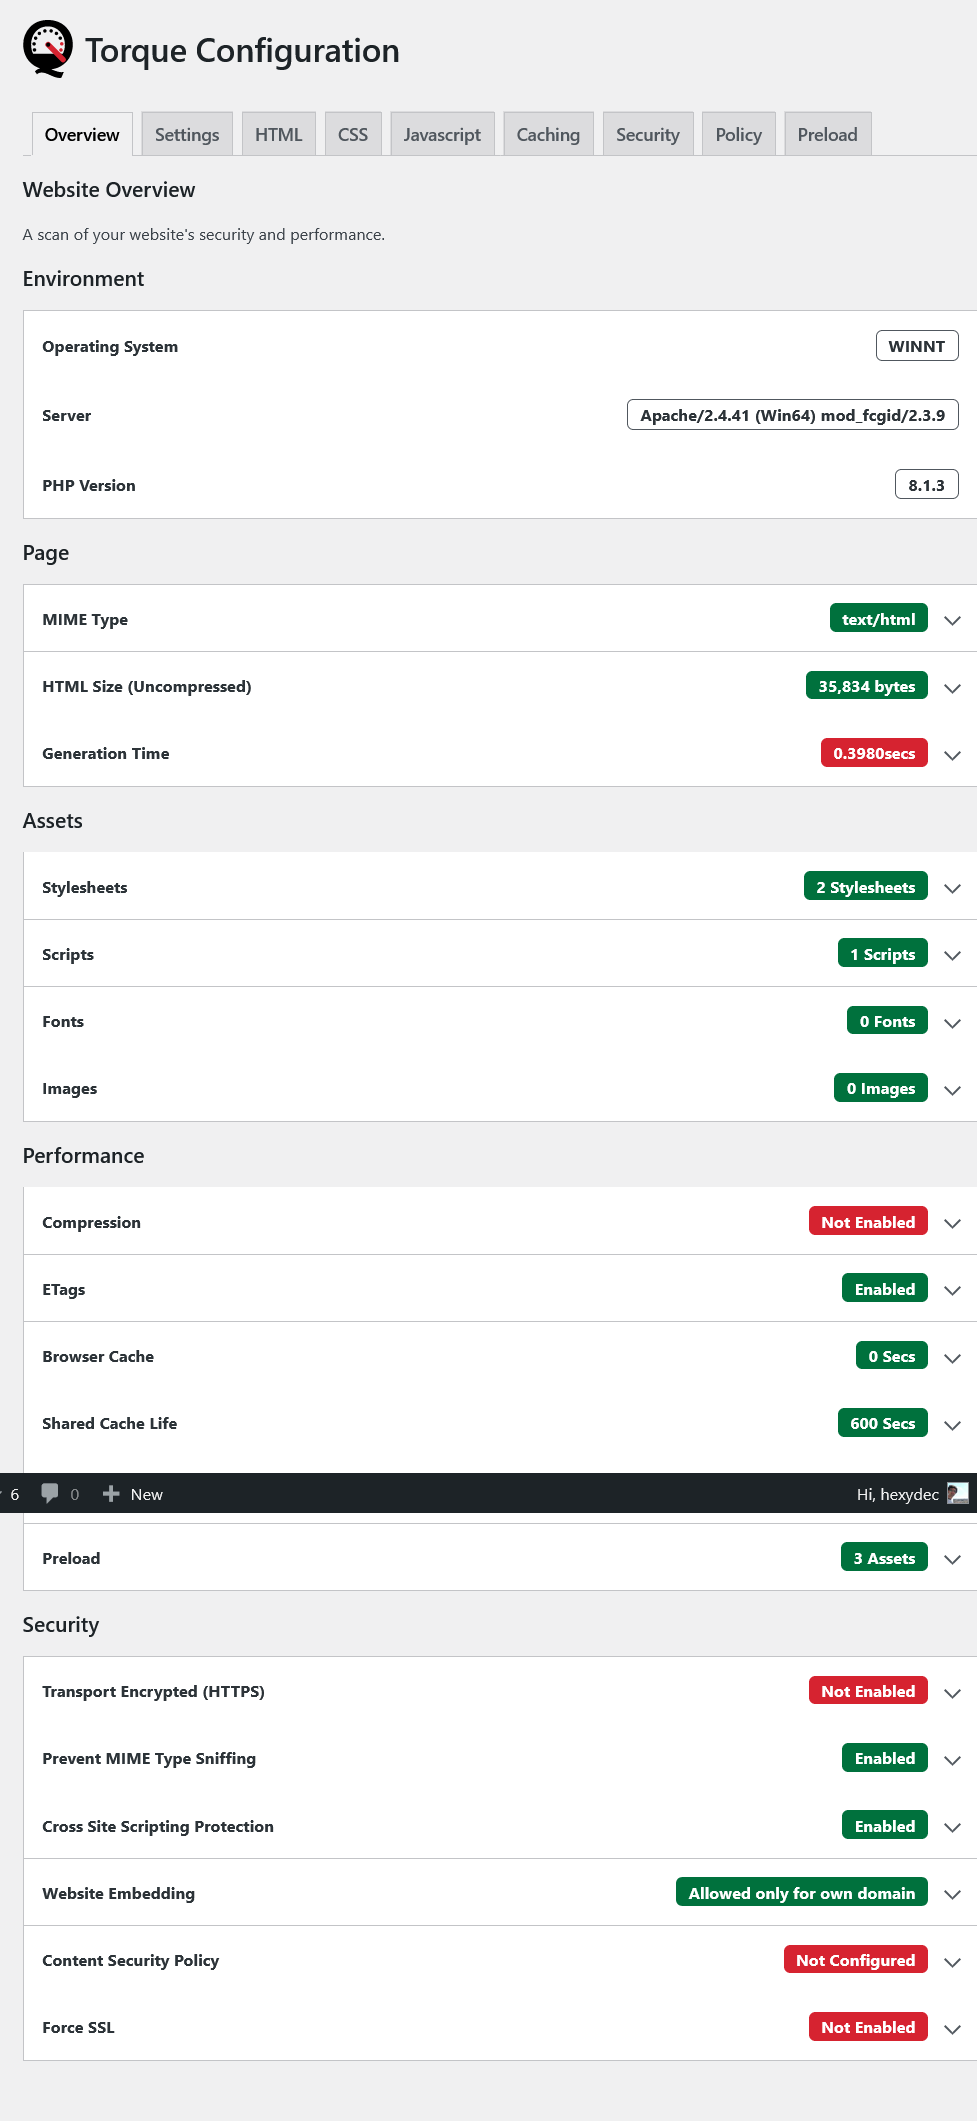 Torque Configuration
Overview Settings HTML CSS Javascript Caching Security Policy Preload
Website Overview
A scan of your website's security and performance.
Environment
Operating System WINNT
Server Apache/2.4.41 (Win64) mod_fcgid/2.3.9
PHP Version 8.1.3
Page
MIME Type text/html
HTML Size (Uncompressed) 35,834 bytes
Generation Time 0.3980secs
Assets
Stylesheets 2 Stylesheets
Scripts 1 Scripts
Fonts 0 Fonts
Images 0 Images
Performance
Compression Not Enabled
ETags Enabled
Browser Cache 0 Secs
Shared Cache Life 600 Secs
6 0 New Hi, hexydec
Preload 3 Assets
Security
Transport Encrypted (HTTPS) Not Enabled
Prevent MIME Type Sniffing Enabled
Cross Site Scripting Protection Enabled
Website Embedding Allowed only for own domain
Content Security Policy Not Configured
Force SSL Not Enabled